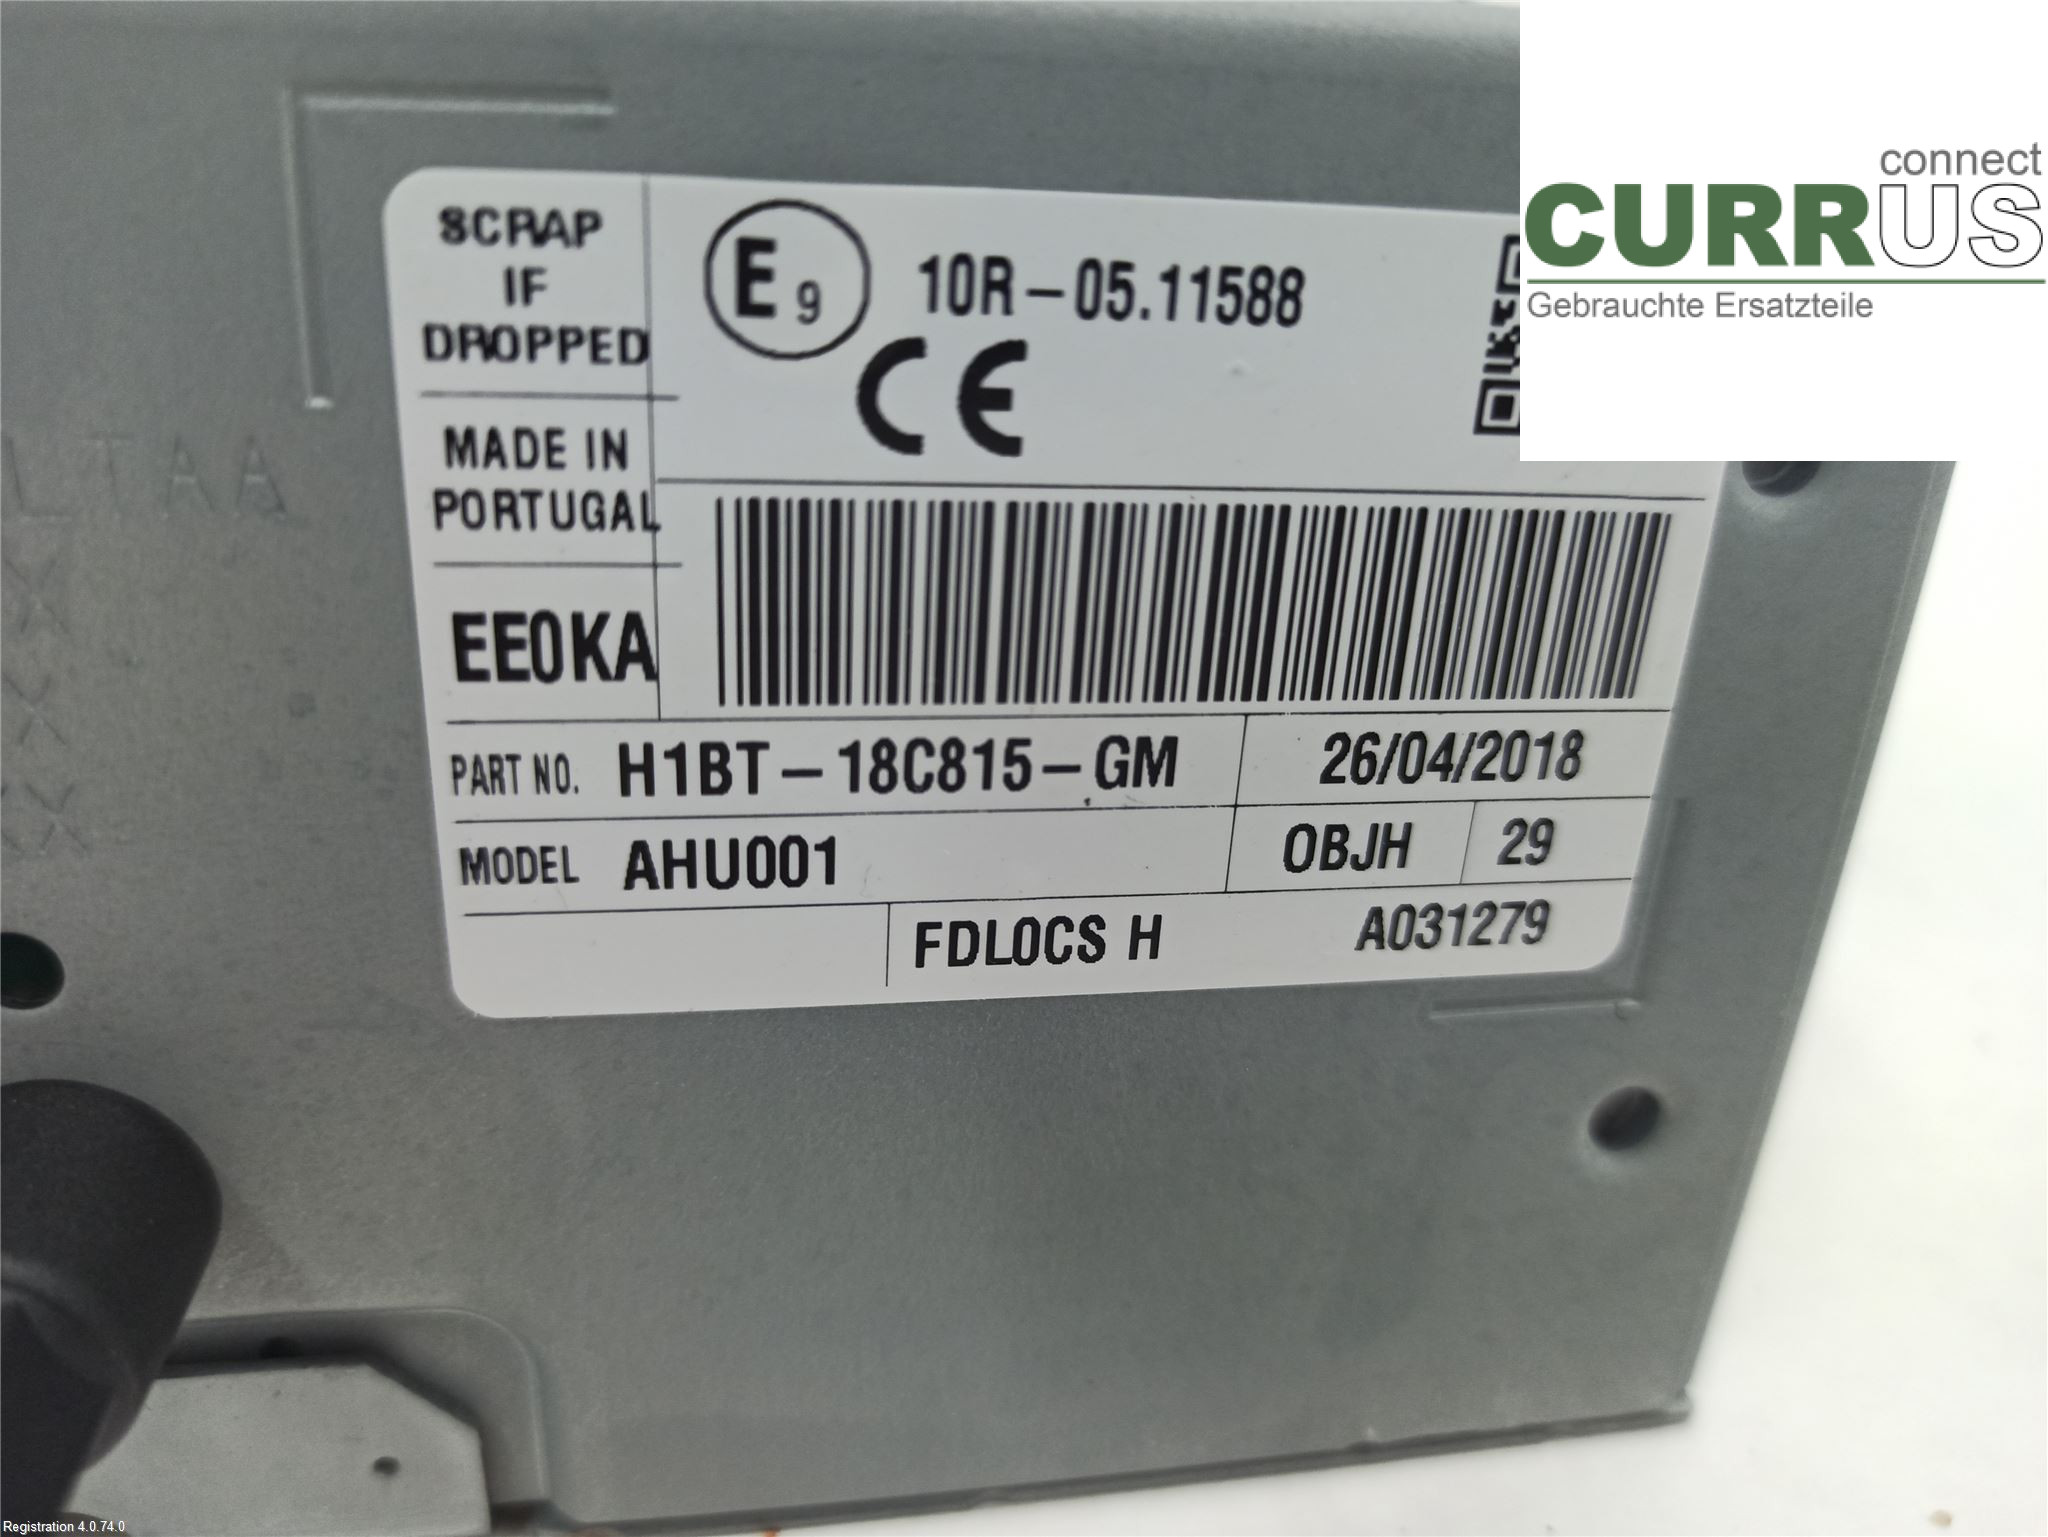 connect
CURRUS
Gebrauchte Ersatzteile
SCRAP
IF
DROPPED
E9
10R-05.11588
CE
MADE IN
PORTUGAL
EE0KA
PART NO. H1BT-18C815-GM
26/04/2018
MODEL AHU001
OBJH
29
FDLOCS H
A031279
Registration 4.0.74.0